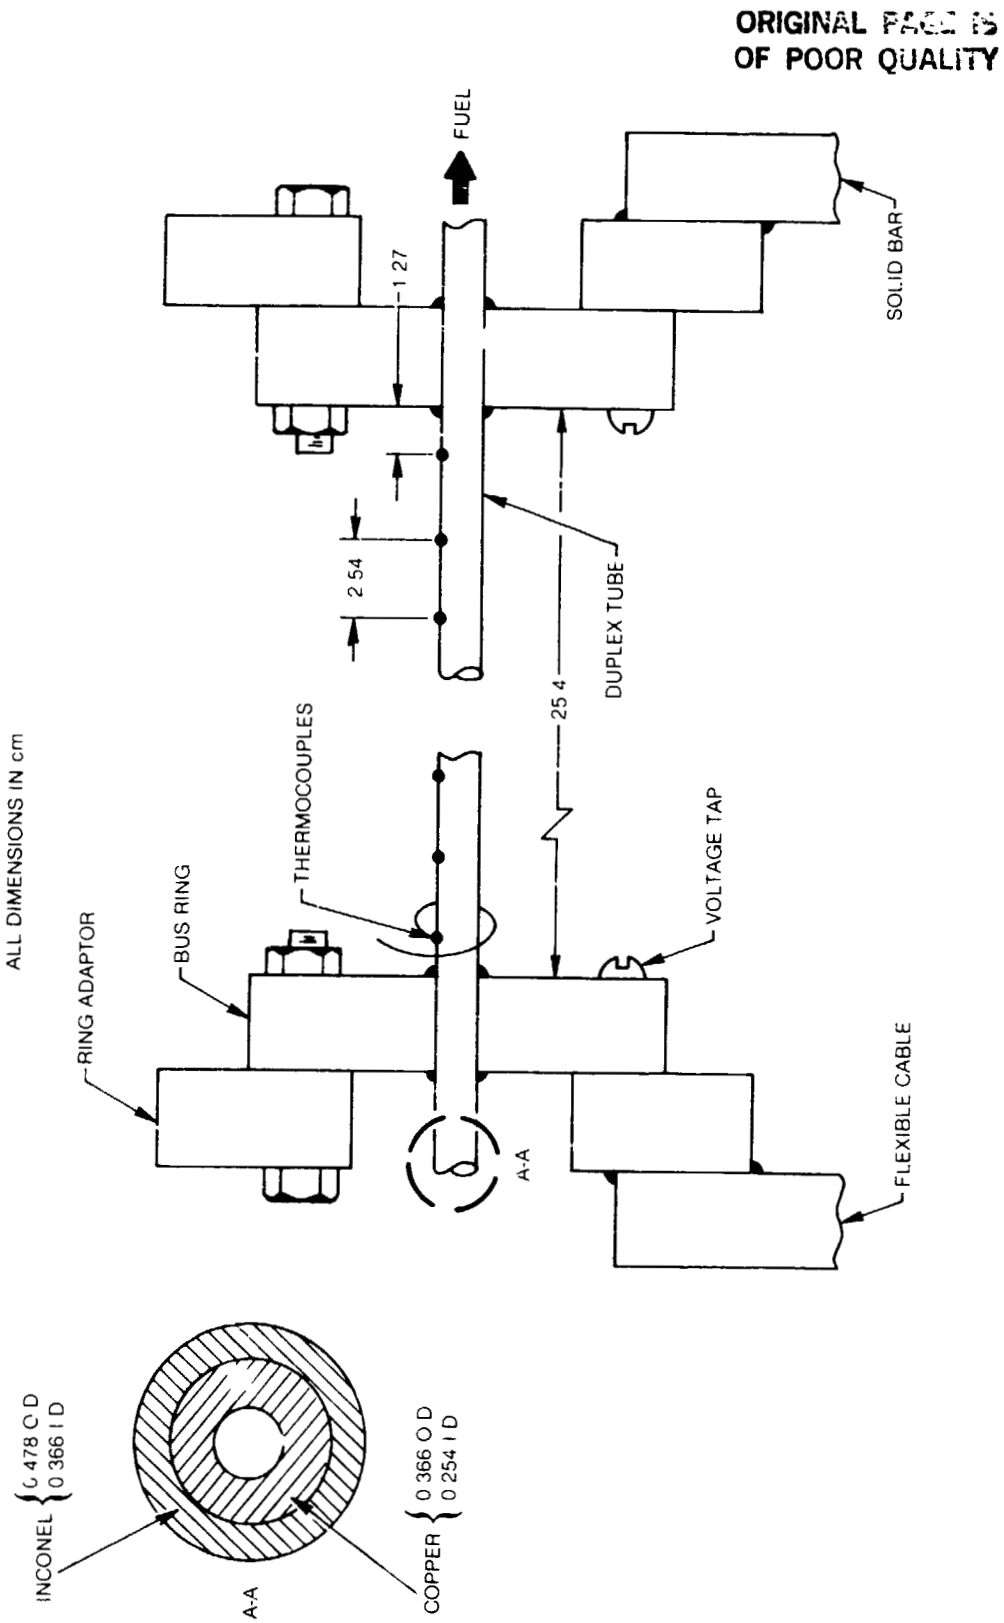 ORIGINAL PAGE IS
OF POOR QUALITY
ALL DIMENSIONS IN cm
INCONEL { 0 478 O D
0 366 I D
COPPER { 0 366 O D
0 254 I D
A-A
RING ADAPTOR
BUS RING
THERMOCOUPLES
2 54
1 27
FUEL
A-A
25 4
DUPLEX TUBE
VOLTAGE TAP
FLEXIBLE CABLE
SOLID BAR